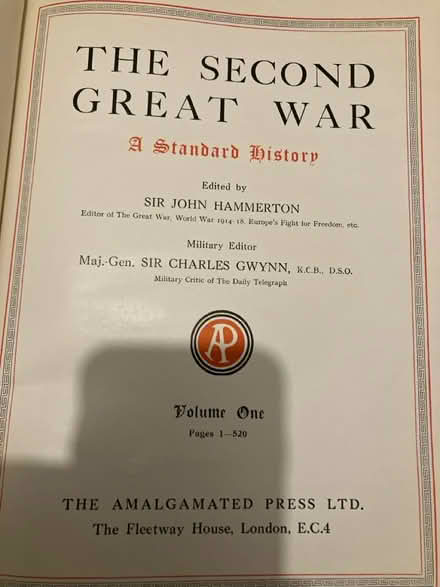 THE SECOND
GREAT WAR
A Standard History
Edited by
SIR JOHN HAMMERTON
Editor of The Great War, World War 1914-18, Europe's Fight for Freedom, etc.
Military Editor
Maj.-Gen. SIR CHARLES GWYNN, K.C.B., D.S.O.
Military Critic of The Daily Telegraph
AP
Volume One
Pages 1—520
THE AMALGAMATED PRESS LTD.
The Fleetway House, London, E.C.4